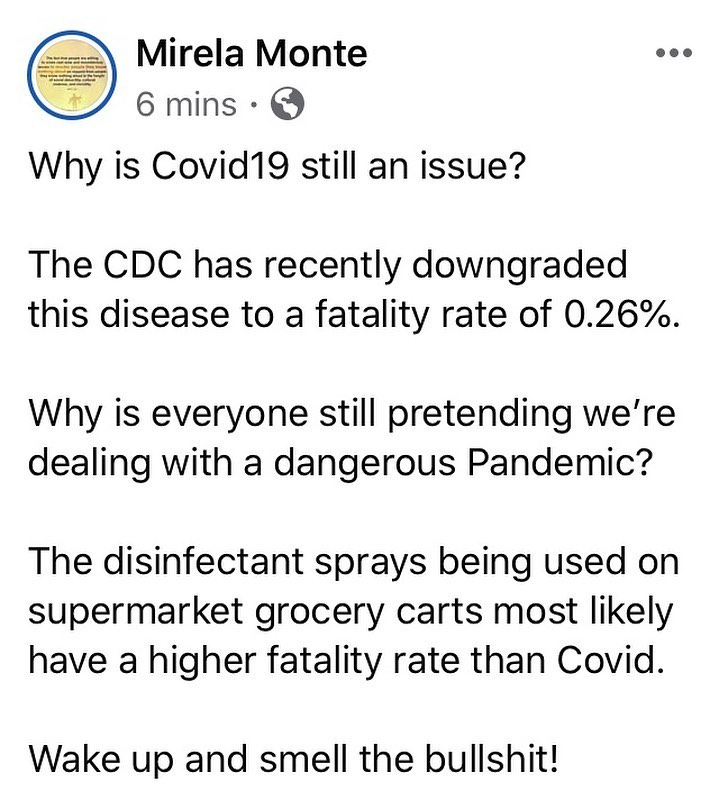 Mirela Monte
6 mins ·
Why is Covid19 still an issue?
The CDC has recently downgraded
this disease to a fatality rate of 0.26%.
Why is everyone still pretending we’re
dealing with a dangerous Pandemic?
The disinfectant sprays being used on
supermarket grocery carts most likely
have a higher fatality rate than Covid.
Wake up and smell the bullshit!